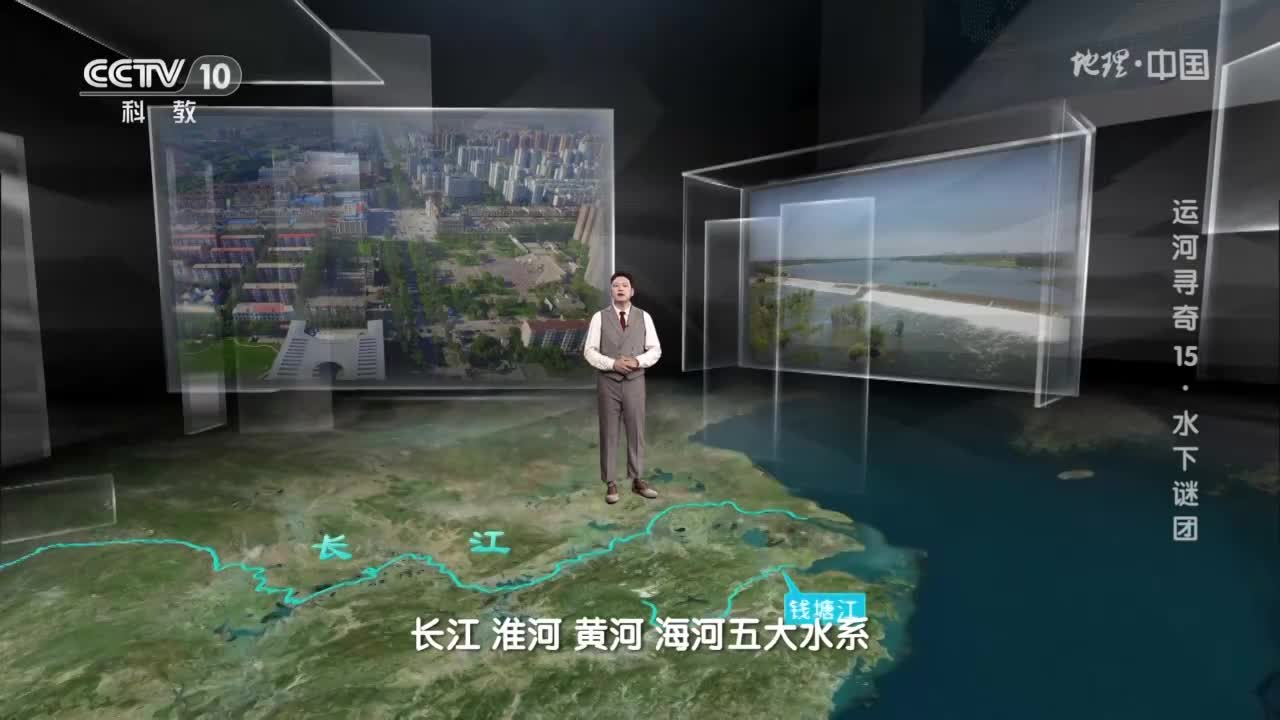 CCTV 10
科教
地理·中国
运河寻奇15·水下谜团
长江
钱塘江
长江 淮河 黄河 海河五大水系